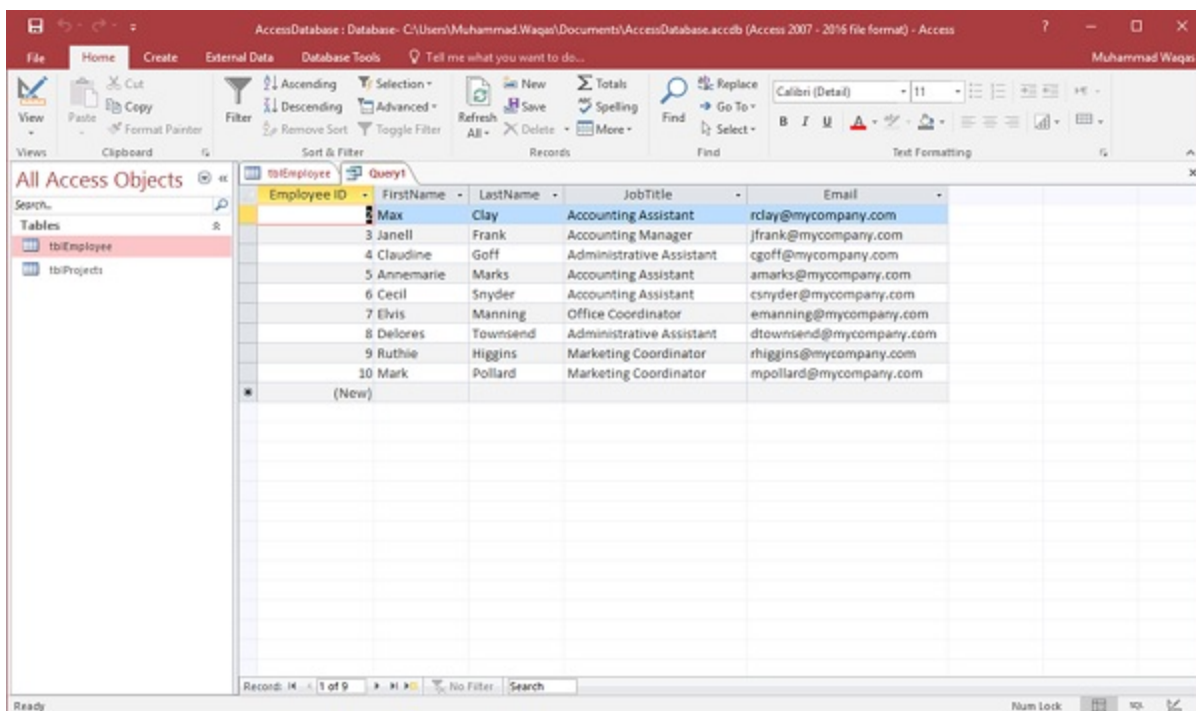 AccessDatabase : Database- C:\Users\Muhammad.Waqas\Documents\AccessDatabase.accdb (Access 2007 - 2016 file format) - Access ?
File Home Create External Data Database Tools Tell me what you want to do... Muhammad Waqas
View Paste Cut Copy Format Painter
Filter Ascending Descending Remove Sort Selection Advanced Toggle Filter
Refresh All New Save Delete Totals Spelling More
Find Replace Go To Select
Calibri (Detail) 11
B I U A
Views Clipboard Sort & Filter Records Find Text Formatting
All Access Objects
Search..
Tables
tblEmployee
tblProjects
tblEmployee Query1
Employee ID FirstName LastName JobTitle Email
2 Max Clay Accounting Assistant rclay@mycompany.com
3 Janell Frank Accounting Manager jfrank@mycompany.com
4 Claudine Goff Administrative Assistant cgoff@mycompany.com
5 Annemarie Marks Accounting Assistant amarks@mycompany.com
6 Cecil Snyder Accounting Assistant csnyder@mycompany.com
7 Elvis Manning Office Coordinator emanning@mycompany.com
8 Delores Townsend Administrative Assistant dtownsend@mycompany.com
9 Ruthie Higgins Marketing Coordinator rhiggins@mycompany.com
10 Mark Pollard Marketing Coordinator mpollard@mycompany.com
(New)
Record: 1 of 9 No Filter Search
Ready Num Lock SQL